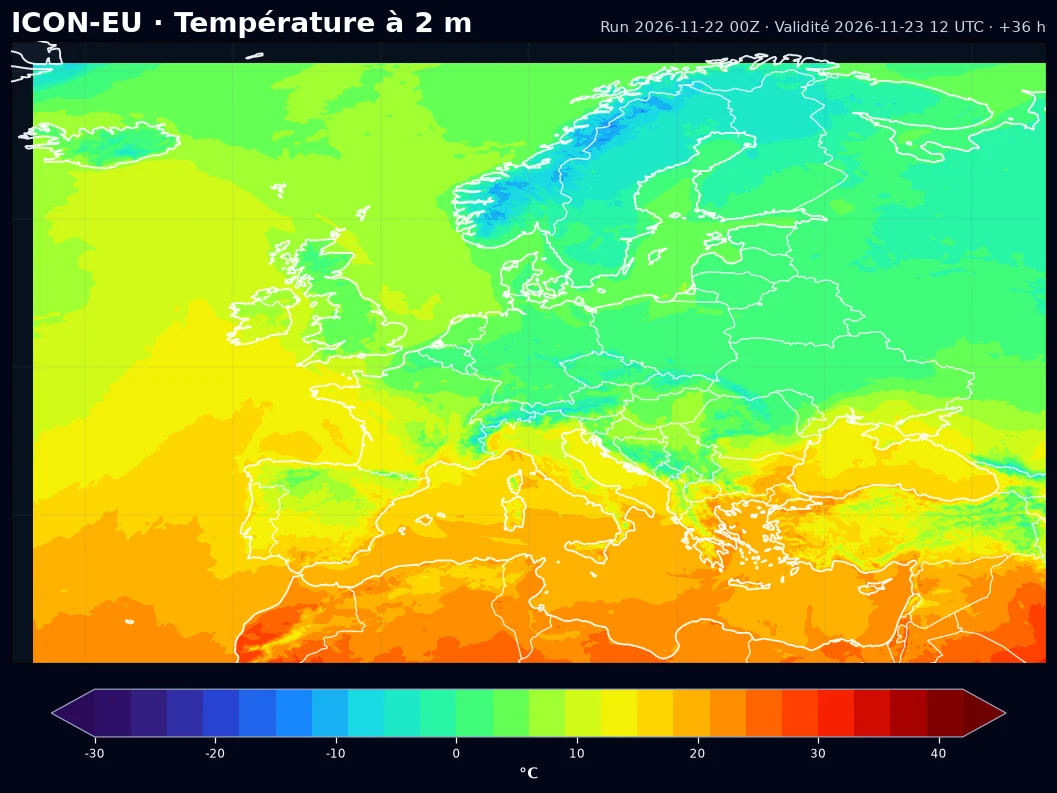 ICON-EU · Température à 2 m
Run 2026-11-22 00Z · Validité 2026-11-23 12 UTC · +36 h
-30 -20 -10 0 10 20 30 40
°C